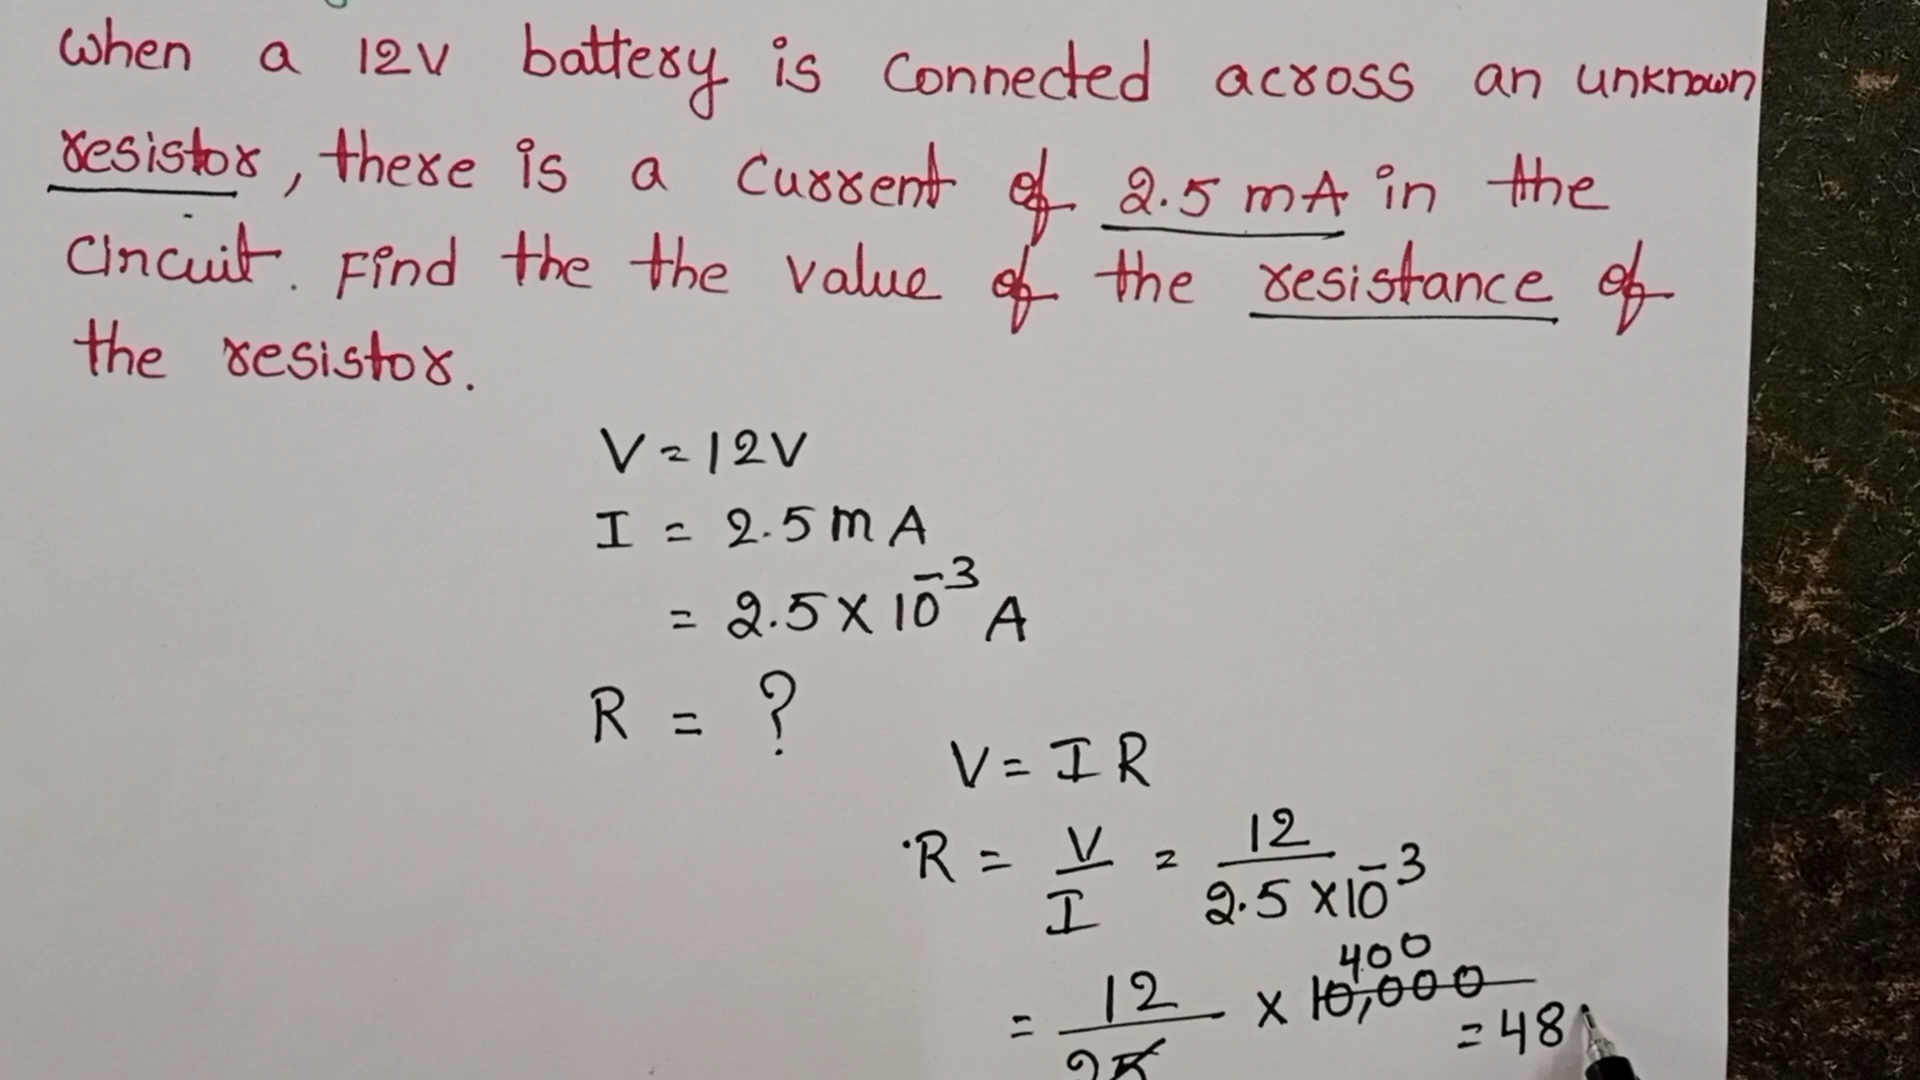 When a 12V battery is connected across an unknown
resistor, there is a current of 2.5 mA in the
Circuit. Find the the value of the resistance of
the resistor.
V = 12V
I = 2.5 m A
= 2.5 X 10⁻³ A
R = ?
V = I R
R = V/I = 12/2.5 X 10⁻³
400
= 12/25 X 10,000
= 48